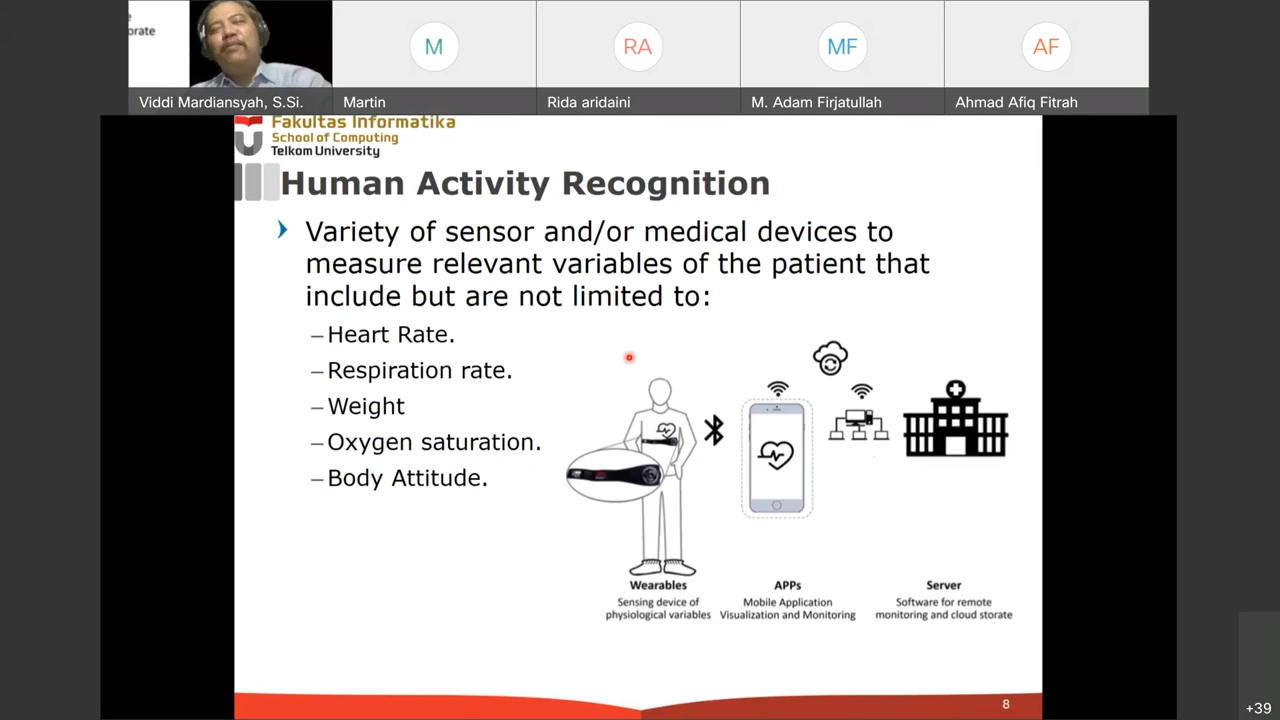 orate
Viddi Mardiansyah, S.Si.
M
Martin
RA
Rida aridaini
MF
M. Adam Firjatullah
AF
Ahmad Afiq Fitrah
Fakultas Informatika
School of Computing
Telkom University
Human Activity Recognition
Variety of sensor and/or medical devices to
measure relevant variables of the patient that
include but are not limited to:
–Heart Rate.
–Respiration rate.
–Weight
–Oxygen saturation.
–Body Attitude.
Wearables
Sensing device of
physiological variables
APPs
Mobile Application
Visualization and Monitoring
Server
Software for remote
monitoring and cloud storate
8
+39